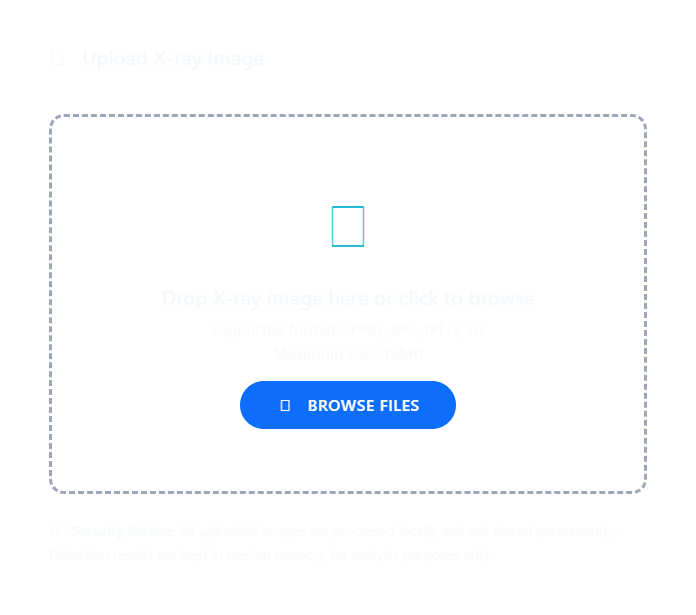 Upload X-ray Image
Drop X-ray image here or click to browse
Supported formats: PNG, JPG, JPEG, TIF
Maximum size: 16MB
BROWSE FILES
Security Notice: All uploaded images are processed locally and not stored permanently.
Detection results are kept in session memory for analysis purposes only.